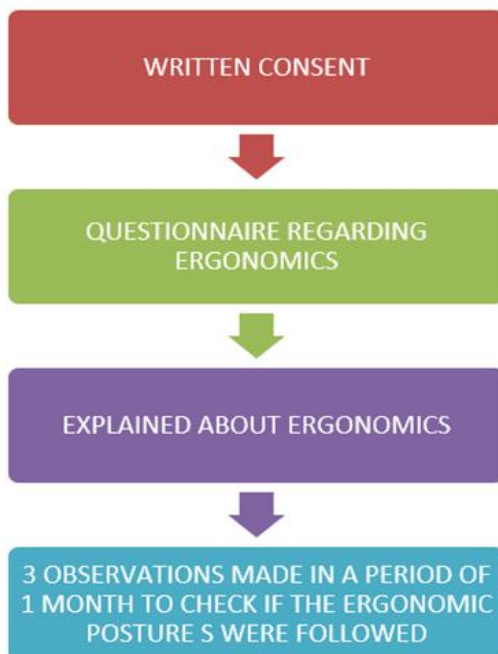 WRITTEN CONSENT
QUESTIONNAIRE REGARDING
ERGONOMICS
EXPLAINED ABOUT ERGONOMICS
3 OBSERVATIONS MADE IN A PERIOD OF
1 MONTH TO CHECK IF THE ERGONOMIC
POSTURE S WERE FOLLOWED